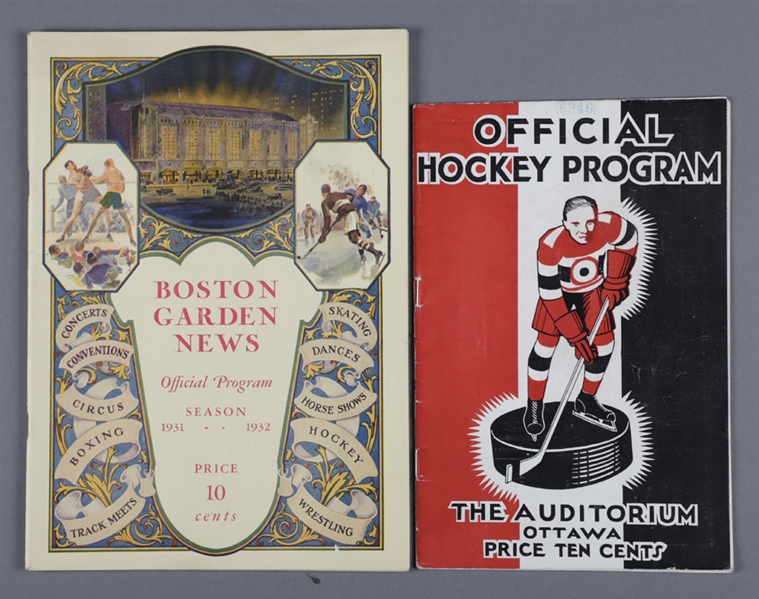 BOSTON
GARDEN
NEWS
Official Program
SEASON
1931 - - 1932
PRICE
10
cents
CONCERTS
CONVENTIONS
CIRCUS
BOXING
TRACK MEETS
SKATING
DANCES
HORSE SHOWS
HOCKEY
WRESTLING
5346
OFFICIAL
HOCKEY PROGRAM
THE AUDITORIUM
OTTAWA
PRICE TEN CENTS